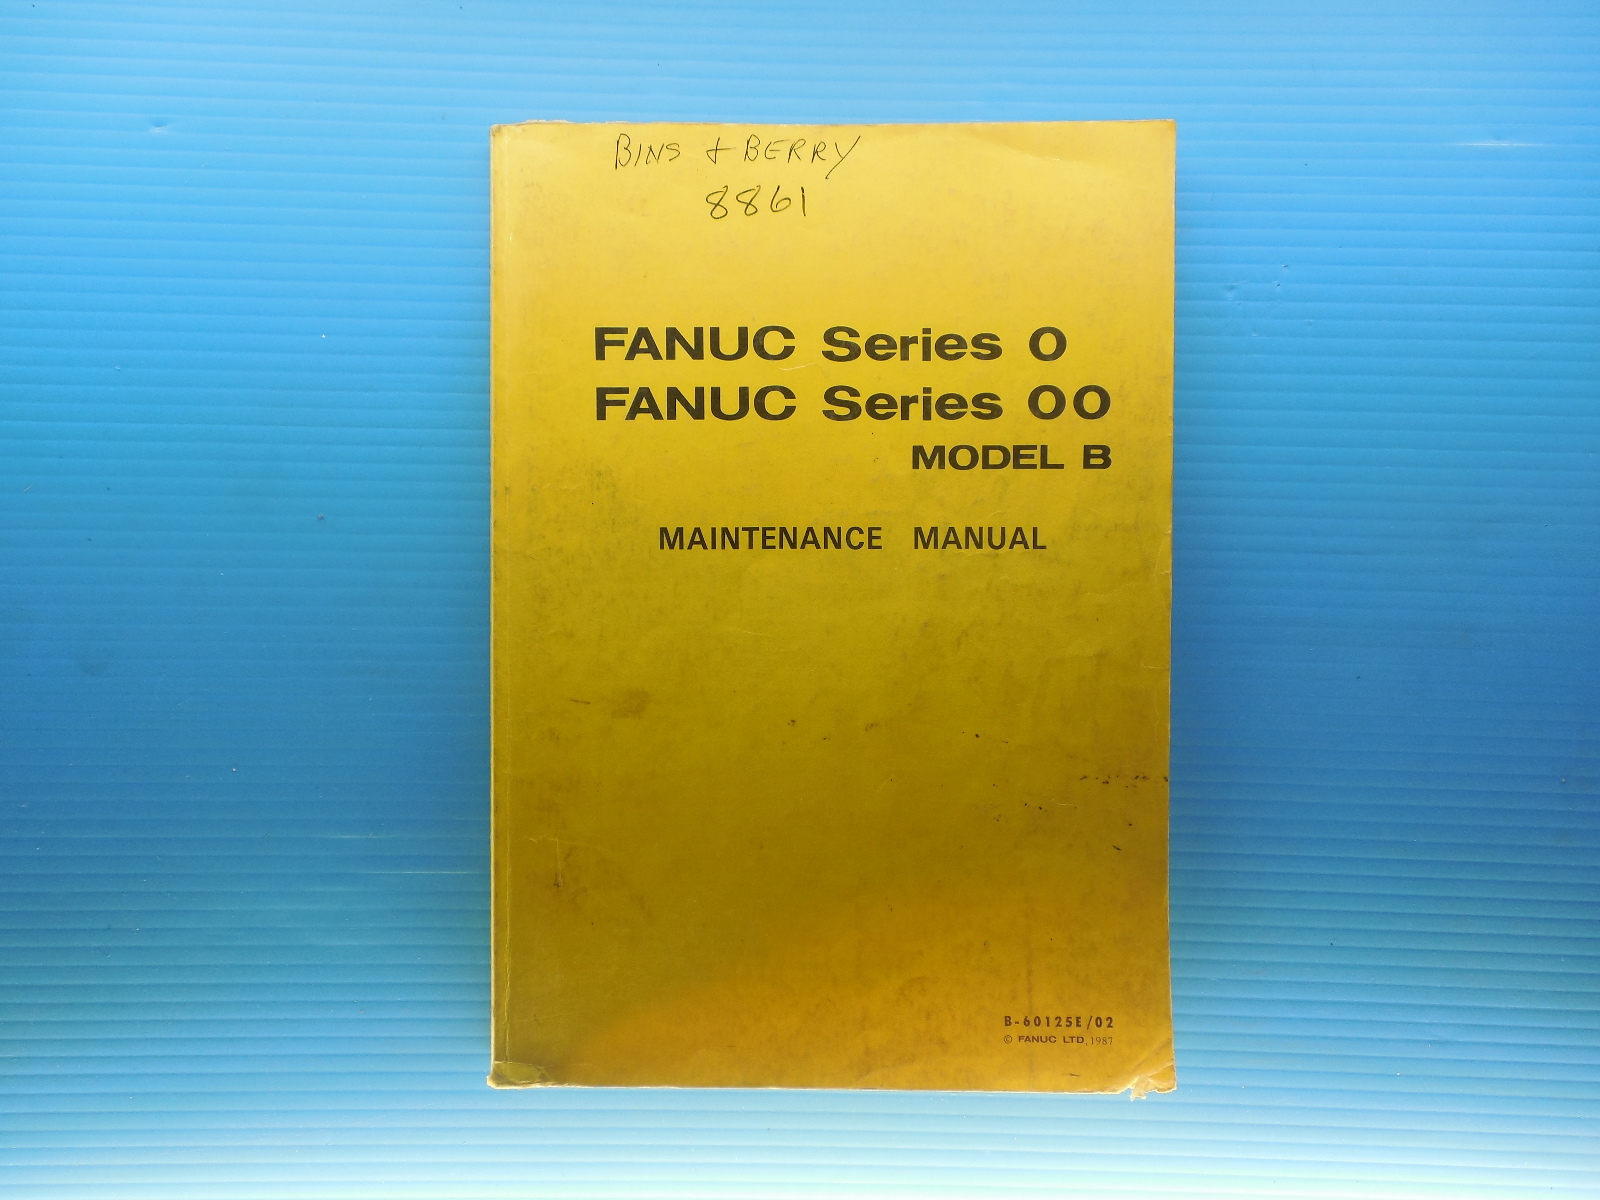 BINS & BERRY
8861
FANUC Series 0
FANUC Series 00
MODEL B
MAINTENANCE MANUAL
B-60125E/02
© FANUC LTD, 1987